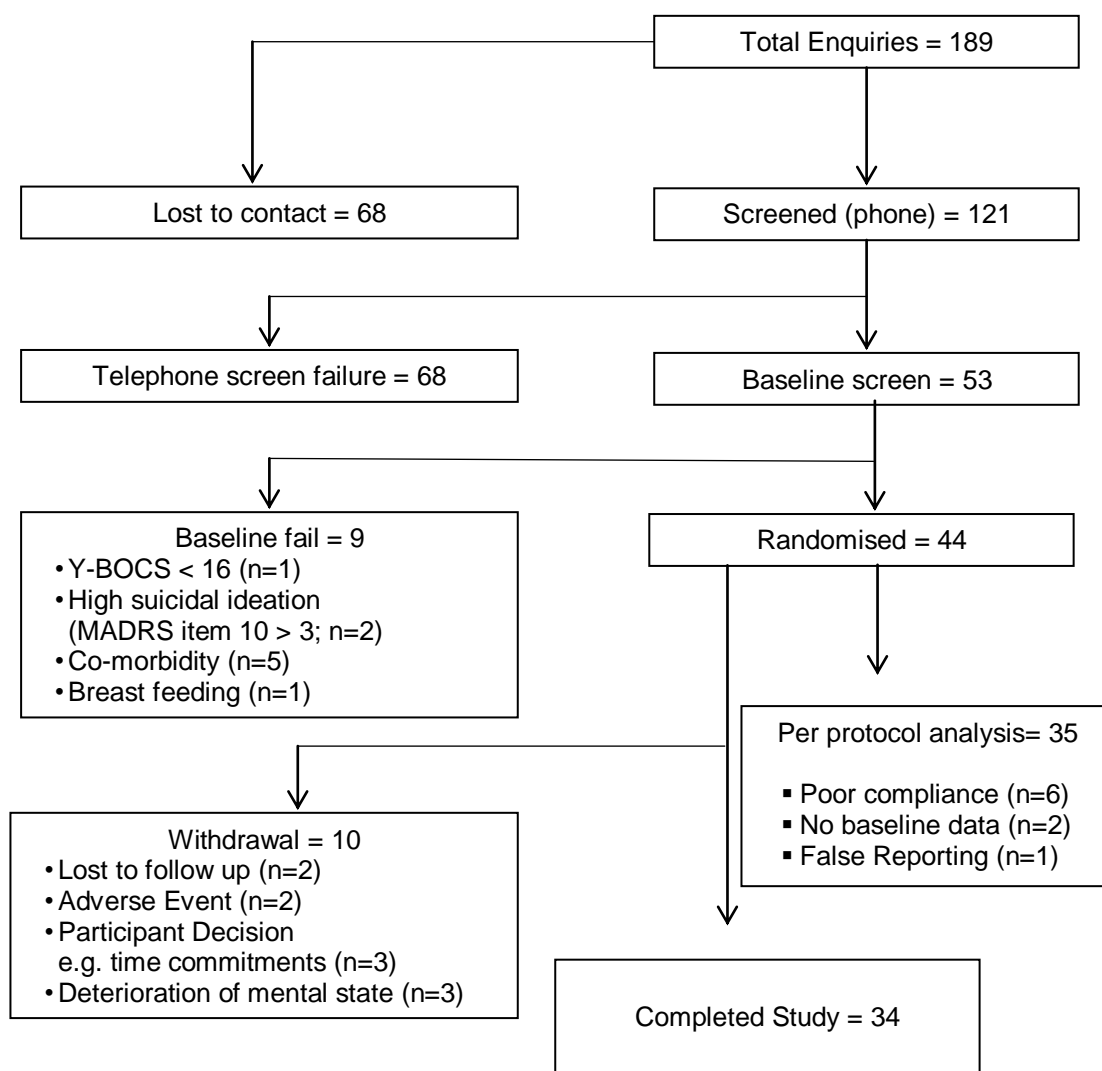 Total Enquiries = 189
Lost to contact = 68
Screened (phone) = 121
Telephone screen failure = 68
Baseline screen = 53
Baseline fail = 9
• Y-BOCS < 16 (n=1)
• High suicidal ideation
(MADRS item 10 > 3; n=2)
• Co-morbidity (n=5)
• Breast feeding (n=1)
Randomised = 44
Per protocol analysis= 35
▪ Poor compliance (n=6)
▪ No baseline data (n=2)
▪ False Reporting (n=1)
Withdrawal = 10
• Lost to follow up (n=2)
• Adverse Event (n=2)
• Participant Decision
e.g. time commitments (n=3)
• Deterioration of mental state (n=3)
Completed Study = 34